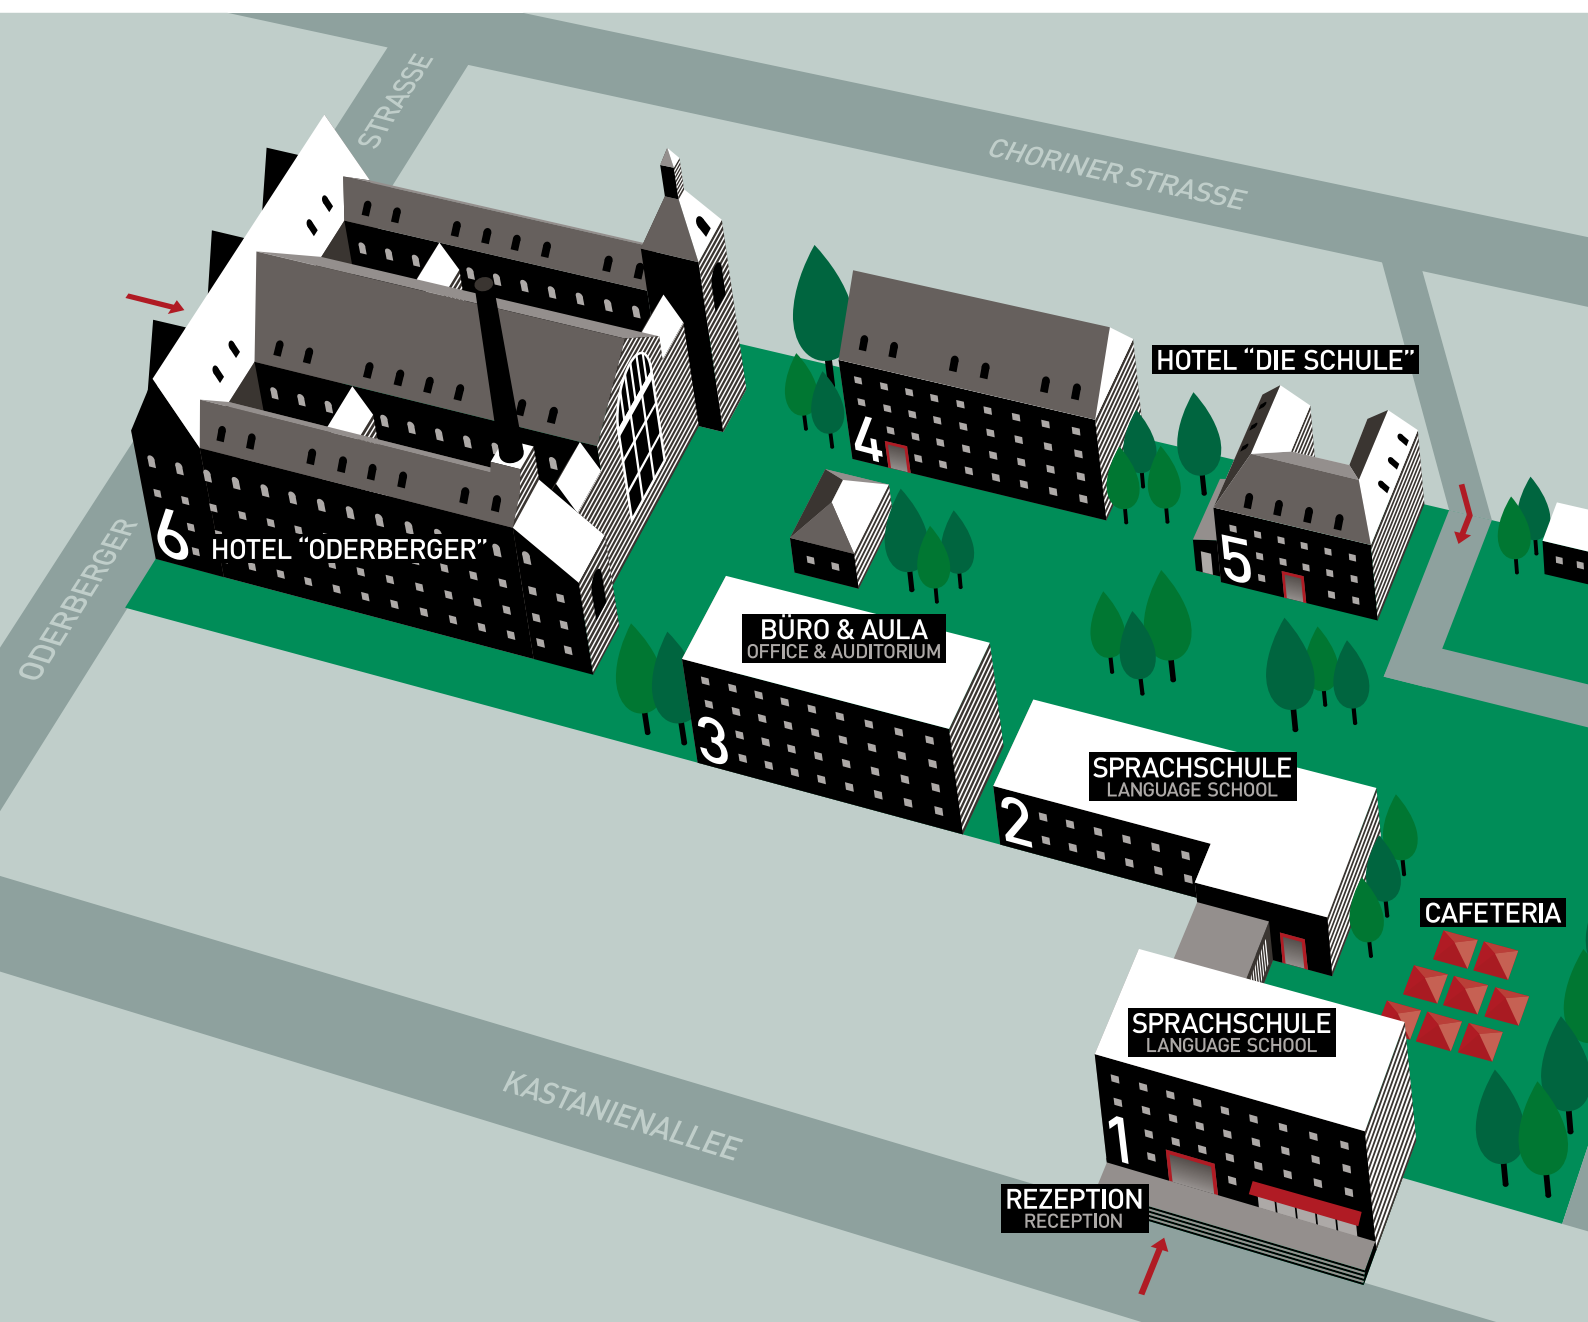 STRASSE
CHORINER STRASSE
HOTEL “DIE SCHULE”
4
5
6
HOTEL “ODERBERGER”
ODERBERGER
BÜRO & AULA
OFFICE & AUDITORIUM
3
SPRACHSCHULE
LANGUAGE SCHOOL
2
CAFETERIA
SPRACHSCHULE
LANGUAGE SCHOOL
KASTANIENALLEE
1
REZEPTION
RECEPTION